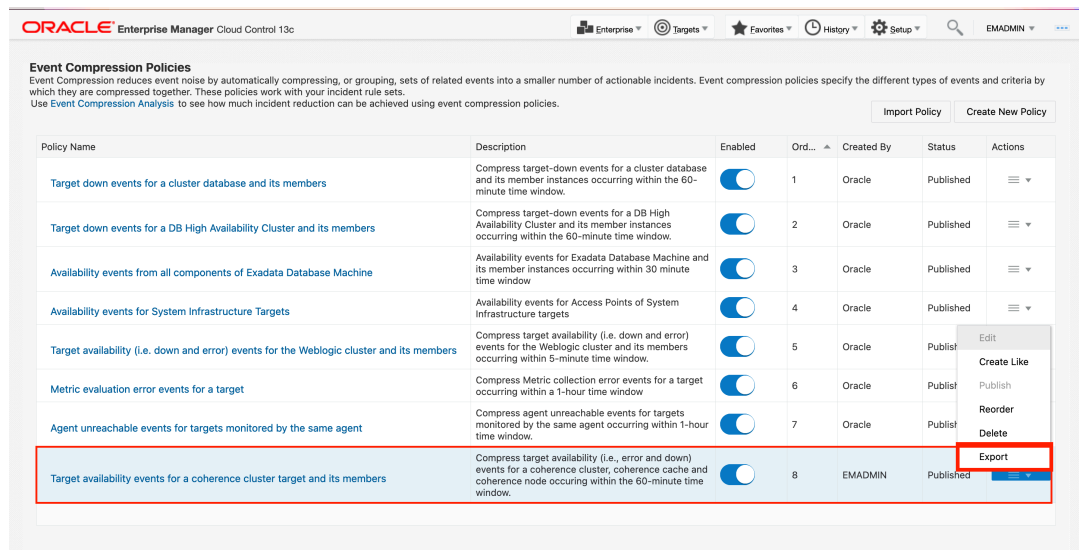 ORACLE Enterprise Manager Cloud Control 13c
Enterprise
Targets
Favorites
History
Setup
EMADMIN
Event Compression Policies
Event Compression reduces event noise by automatically compressing, or grouping, sets of related events into a smaller number of actionable incidents. Event compression policies specify the different types of events and criteria by
which they are compressed together. These policies work with your incident rule sets.
Use Event Compression Analysis to see how much incident reduction can be achieved using event compression policies.
Import Policy
Create New Policy
Policy Name Description Enabled Ord... Created By Status Actions
Target down events for a cluster database and its members
Compress target-down events for a cluster database
and its member instances occurring within the 60-
minute time window.
1 Oracle Published
Target down events for a DB High Availability Cluster and its members
Compress target-down events for a DB High
Availability Cluster and its member instances
occurring within the 60-minute time window.
2 Oracle Published
Availability events from all components of Exadata Database Machine
Availability events for Exadata Database Machine and
its member instances occurring within 30 minute
time window
3 Oracle Published
Availability events for System Infrastructure Targets
Availability events for Access Points of System
Infrastructure targets
4 Oracle Published
Target availability (i.e. down and error) events for the Weblogic cluster and its members
Compress target availability (i.e. down and error)
events for the Weblogic cluster and its members
occurring within 5-minute time window.
5 Oracle Publish
Metric evaluation error events for a target
Compress Metric collection error events for a target
occurring within a 1-hour time window
6 Oracle Publish
Agent unreachable events for targets monitored by the same agent
Compress agent unreachable events for targets
monitored by the same agent occurring within 1-hour
time window.
7 Oracle Publish
Target availability events for a coherence cluster target and its members
Compress target availability (i.e., error and down)
events for a coherence cluster, coherence cache and
coherence node occuring within the 60-minute time
window.
8 EMADMIN Published
Edit
Create Like
Publish
Reorder
Delete
Export